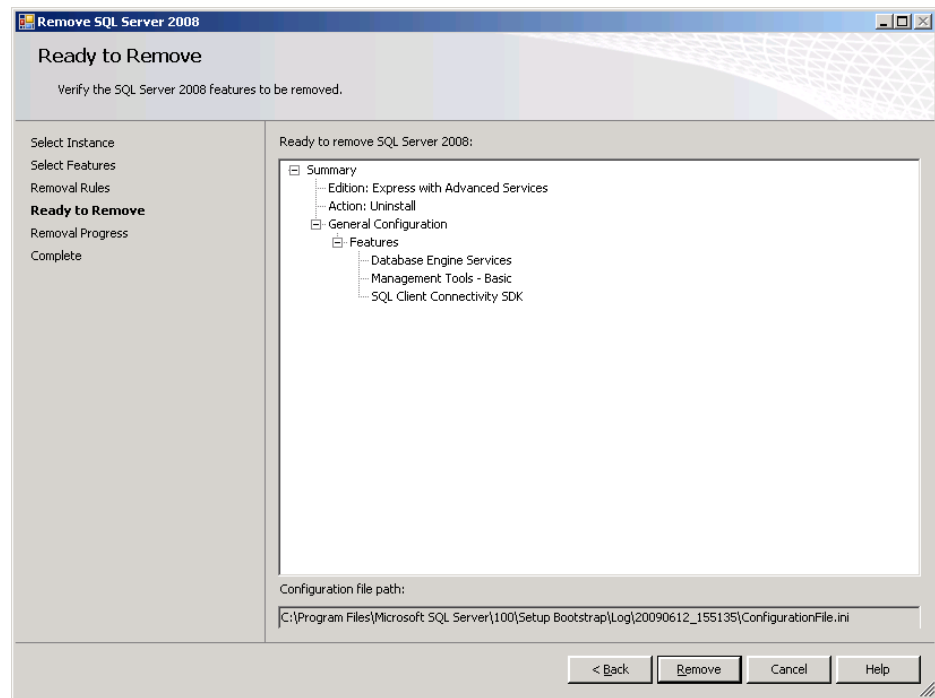 Remove SQL Server 2008
Ready to Remove
Verify the SQL Server 2008 features to be removed.
Select Instance
Select Features
Removal Rules
Ready to Remove
Removal Progress
Complete
Ready to remove SQL Server 2008:
Summary
Edition: Express with Advanced Services
Action: Uninstall
General Configuration
Features
Database Engine Services
Management Tools - Basic
SQL Client Connectivity SDK
Configuration file path:
C:\Program Files\Microsoft SQL Server\100\Setup Bootstrap\Log\20090612_155135\ConfigurationFile.ini
< Back
Remove
Cancel
Help